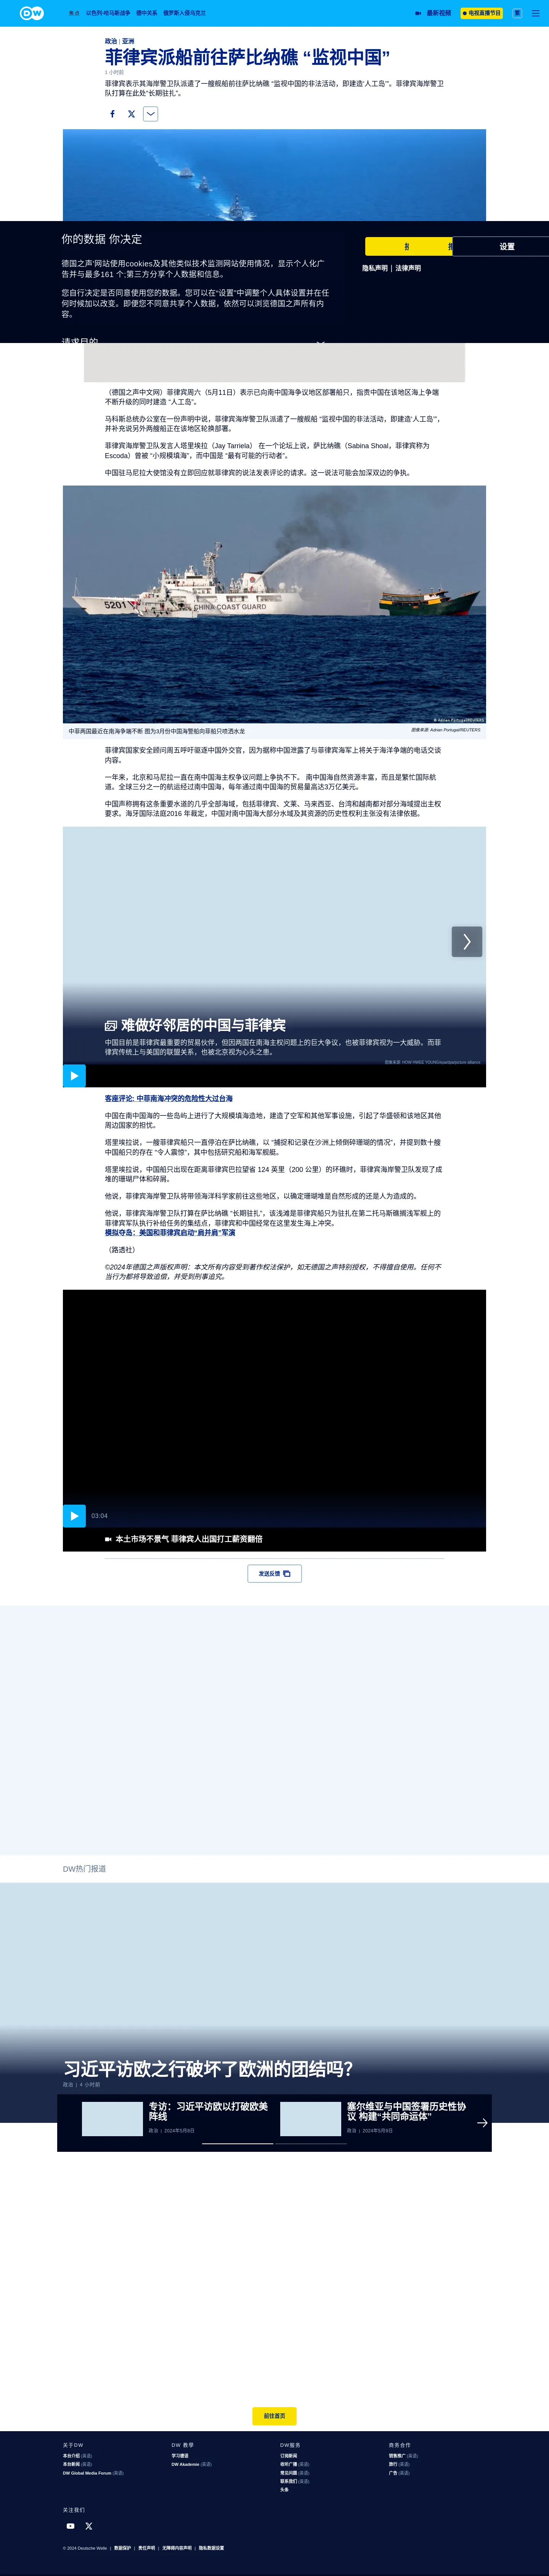 DW
焦点 以色列-哈马斯战争 德中关系 俄罗斯入侵乌克兰 最新视频 电视直播节目 繁
政治 | 亚洲
菲律宾派船前往萨比纳礁 “监视中国”
1 小时前
菲律宾表示其海岸警卫队派遣了一艘舰船前往萨比纳礁 “监视中国的非法活动，即建造‘人工岛’”。菲律宾海岸警卫
队打算在此处“长期驻扎”。
你的数据 你决定
德国之声'网站使用cookies及其他类似技术监测网站使用情况，显示个人化广
告并与最多161 个;第三方分享个人数据和信息。
您自行决定是否同意使用您的数据。您可以在“设置”中调整个人具体设置并在任
何时候加以改变。即便您不同意共享个人数据，依然可以浏览德国之声所有内
容。
设置
隐私声明 | 法律声明
请求目的
（德国之声中文网）菲律宾周六（5月11日）表示已向南中国海争议地区部署船只，指责中国在该地区海上争端
不断升级的同时建造 “人工岛”。
马科斯总统办公室在一份声明中说，菲律宾海岸警卫队派遣了一艘舰船 “监视中国的非法活动，即建造‘人工岛’”，
并补充说另外两艘船正在该地区轮换部署。
菲律宾海岸警卫队发言人塔里埃拉（Jay Tarriela） 在一个论坛上说，萨比纳礁（Sabina Shoal，菲律宾称为
Escoda）曾被 “小规模填海”，而中国是 “最有可能的行动者”。
中国驻马尼拉大使馆没有立即回应就菲律宾的说法发表评论的请求。这一说法可能会加深双边的争执。
5201
CHINA COAST GUARD
© Adrian Portugal/REUTERS
中菲两国最近在南海争端不断 图为3月份中国海警船向菲船只喷洒水龙
图像来源: Adrian Portugal/REUTERS
菲律宾国家安全顾问周五呼吁驱逐中国外交官，因为据称中国泄露了与菲律宾海军上将关于海洋争端的电话交谈
内容。
一年来，北京和马尼拉一直在南中国海主权争议问题上争执不下。 南中国海自然资源丰富，而且是繁忙国际航
道。全球三分之一的航运经过南中国海，每年通过南中国海的贸易量高达3万亿美元。
中国声称拥有这条重要水道的几乎全部海域，包括菲律宾、文莱、马来西亚、台湾和越南都对部分海域提出主权
要求。海牙国际法庭2016 年裁定，中国对南中国海大部分水域及其资源的历史性权利主张没有法律依据。
难做好邻居的中国与菲律宾
中国目前是菲律宾最重要的贸易伙伴，但因两国在南海主权问题上的巨大争议，也被菲律宾视为一大威胁，而菲
律宾传统上与美国的联盟关系，也被北京视为心头之患。
图像来源: HOW HWEE YOUNG/epa/dpa/picture alliance
客座评论: 中菲南海冲突的危险性大过台海
中国在南中国海的一些岛屿上进行了大规模填海造地，建造了空军和其他军事设施，引起了华盛顿和该地区其他
周边国家的担忧。
塔里埃拉说，一艘菲律宾船只一直停泊在萨比纳礁，以 “捕捉和记录在沙洲上倾倒碎珊瑚的情况”，并提到数十艘
中国船只的存在 “令人震惊”，其中包括研究船和海军舰艇。
塔里埃拉说，中国船只出现在距离菲律宾巴拉望省 124 英里（200 公里）的环礁时，菲律宾海岸警卫队发现了成
堆的珊瑚尸体和碎屑。
他说，菲律宾海岸警卫队将带领海洋科学家前往这些地区，以确定珊瑚堆是自然形成的还是人为造成的。
他说，菲律宾海岸警卫队打算在萨比纳礁 “长期驻扎”，该浅滩是菲律宾船只为驻扎在第二托马斯礁搁浅军舰上的
菲律宾军队执行补给任务的集结点，菲律宾和中国经常在这里发生海上冲突。
模拟夺岛：美国和菲律宾启动“肩并肩”军演
（路透社）
©2024年德国之声版权声明：本文所有内容受到著作权法保护，如无德国之声特别授权，不得擅自使用。任何不
当行为都将导致追偿，并受到刑事追究。
03:04
本土市场不景气 菲律宾人出国打工薪资翻倍
发送反馈
DW热门报道
习近平访欧之行破坏了欧洲的团结吗?
政治 | 4 小时前
专访：习近平访欧以打破欧美
阵线
政治 | 2024年5月8日
塞尔维亚与中国签署历史性协
议 构建“共同命运体”
政治 | 2024年5月9日
前往首页
关于DW
本台介绍 (英语)
本台新闻 (英语)
DW Global Media Forum (英语)
DW 教学
学习德语
DW Akademie (英语)
DW服务
订阅新闻
收听广播 (英语)
常见问题 (英语)
联系我们 (英语)
头条
商务合作
销售推广 (英语)
旅行 (英语)
广告 (英语)
关注我们
© 2024 Deutsche Welle | 数据保护 | 责任声明 | 无障碍内容声明 | 隐私数据设置